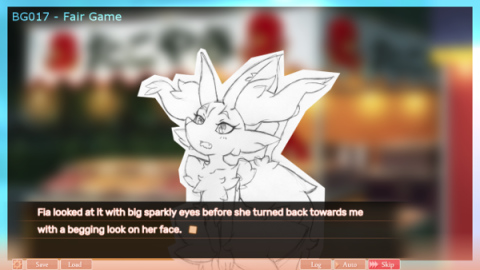 BG017 - Fair Game
Fia looked at it with big sparkly eyes before she turned back towards me
with a begging look on her face.
Save
Load
Log
Auto
Skip